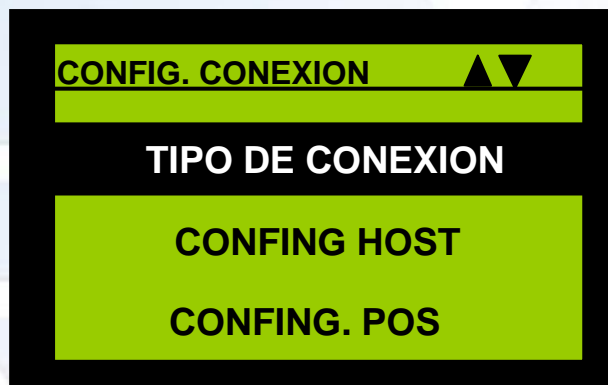 CONFIG. CONEXION
TIPO DE CONEXION
CONFING HOST
CONFING. POS